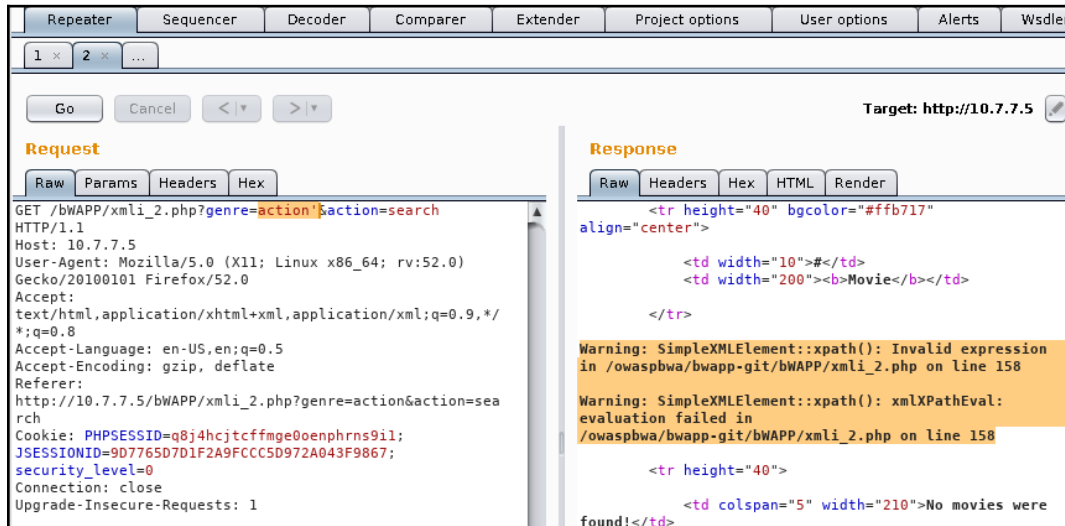 Repeater Sequencer Decoder Comparer Extender Project options User options Alerts Wsdle
1 × 2 × ...
Go Cancel < > Target: http://10.7.7.5
Request
Raw Params Headers Hex
GET /bWAPP/xmli_2.php?genre=action'&action=search
HTTP/1.1
Host: 10.7.7.5
User-Agent: Mozilla/5.0 (X11; Linux x86_64; rv:52.0)
Gecko/20100101 Firefox/52.0
Accept:
text/html,application/xhtml+xml,application/xml;q=0.9,*/
*;q=0.8
Accept-Language: en-US,en;q=0.5
Accept-Encoding: gzip, deflate
Referer:
http://10.7.7.5/bWAPP/xmli_2.php?genre=action&action=sea
rch
Cookie: PHPSESSID=q8j4hcjtcffmge0oenphrns9i1;
JSESSIONID=9D7765D7D1F2A9FCCC5D972A043F9867;
security_level=0
Connection: close
Upgrade-Insecure-Requests: 1
Response
Raw Headers Hex HTML Render
<tr height="40" bgcolor="#ffb717"
align="center">
<td width="10">#</td>
<td width="200"><b>Movie</b></td>
</tr>
Warning: SimpleXMLElement::xpath(): Invalid expression
in /owaspbwa/bwapp-git/bWAPP/xmli_2.php on line 158
Warning: SimpleXMLElement::xpath(): xmlXPathEval:
evaluation failed in
/owaspbwa/bwapp-git/bWAPP/xmli_2.php on line 158
<tr height="40">
<td colspan="5" width="210">No movies were
found!</td>